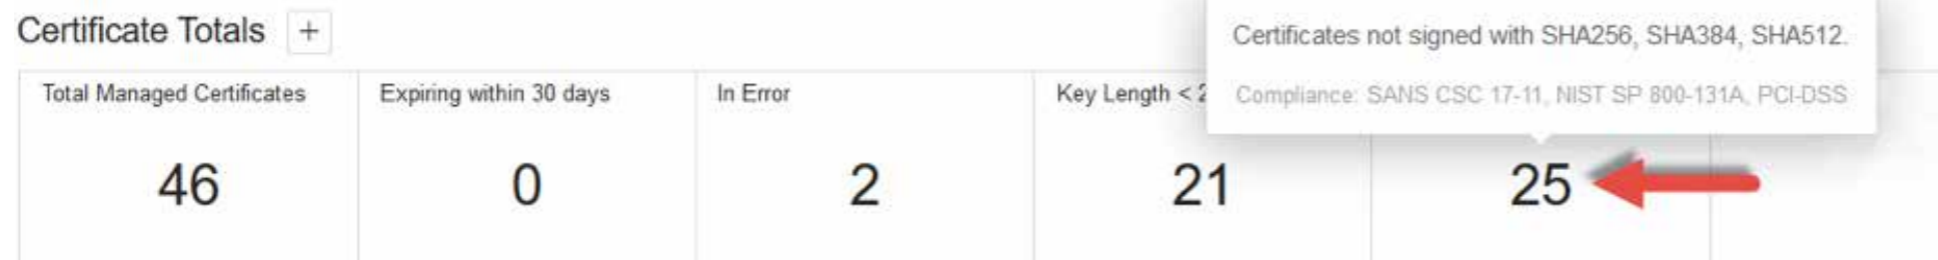 Certificate Totals +
Certificates not signed with SHA256, SHA384, SHA512.
Compliance: SANS CSC 17-11, NIST SP 800-131A, PCI-DSS
Total Managed Certificates
Expiring within 30 days
In Error
Key Length <
46
0
2
21
25